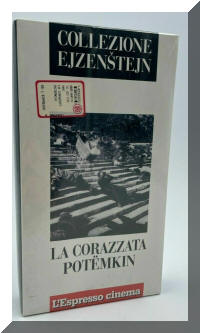 COLLEZIONE
EJZENŠTEJN
LA CORAZZATA
POTËMKIN
L'Espresso cinema